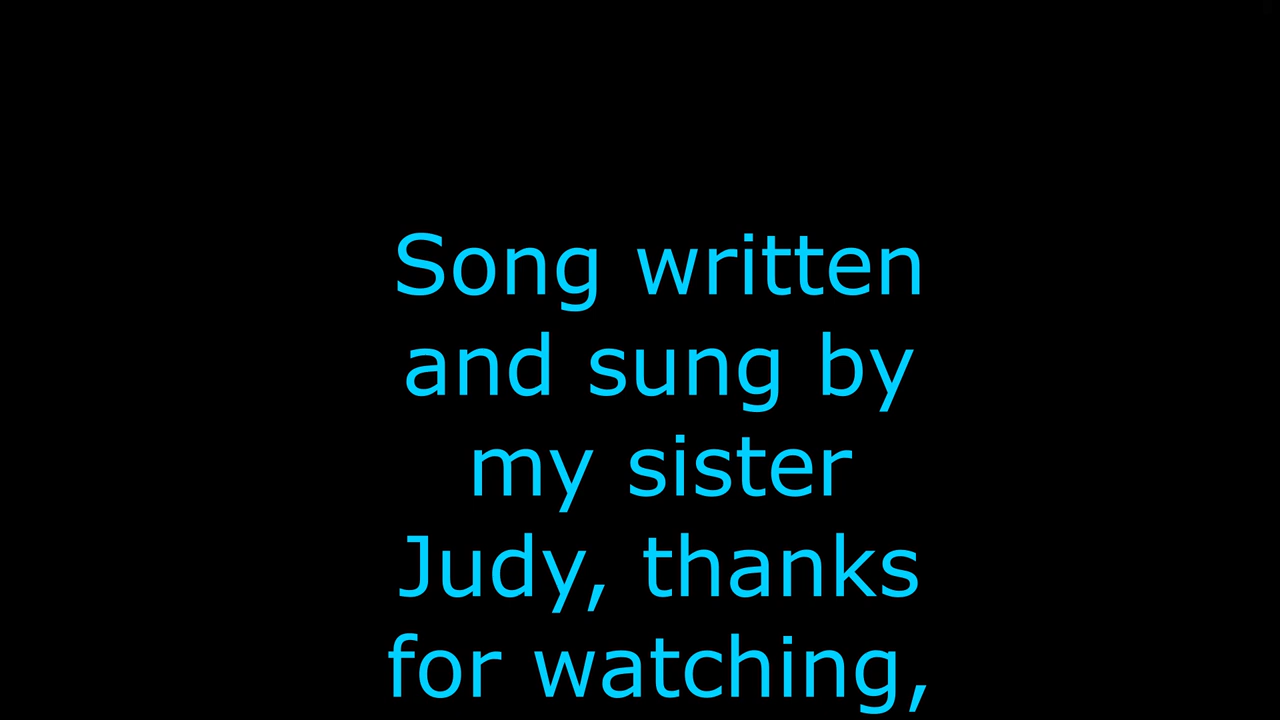 Song written
and sung by
my sister
Judy, thanks
for watching,